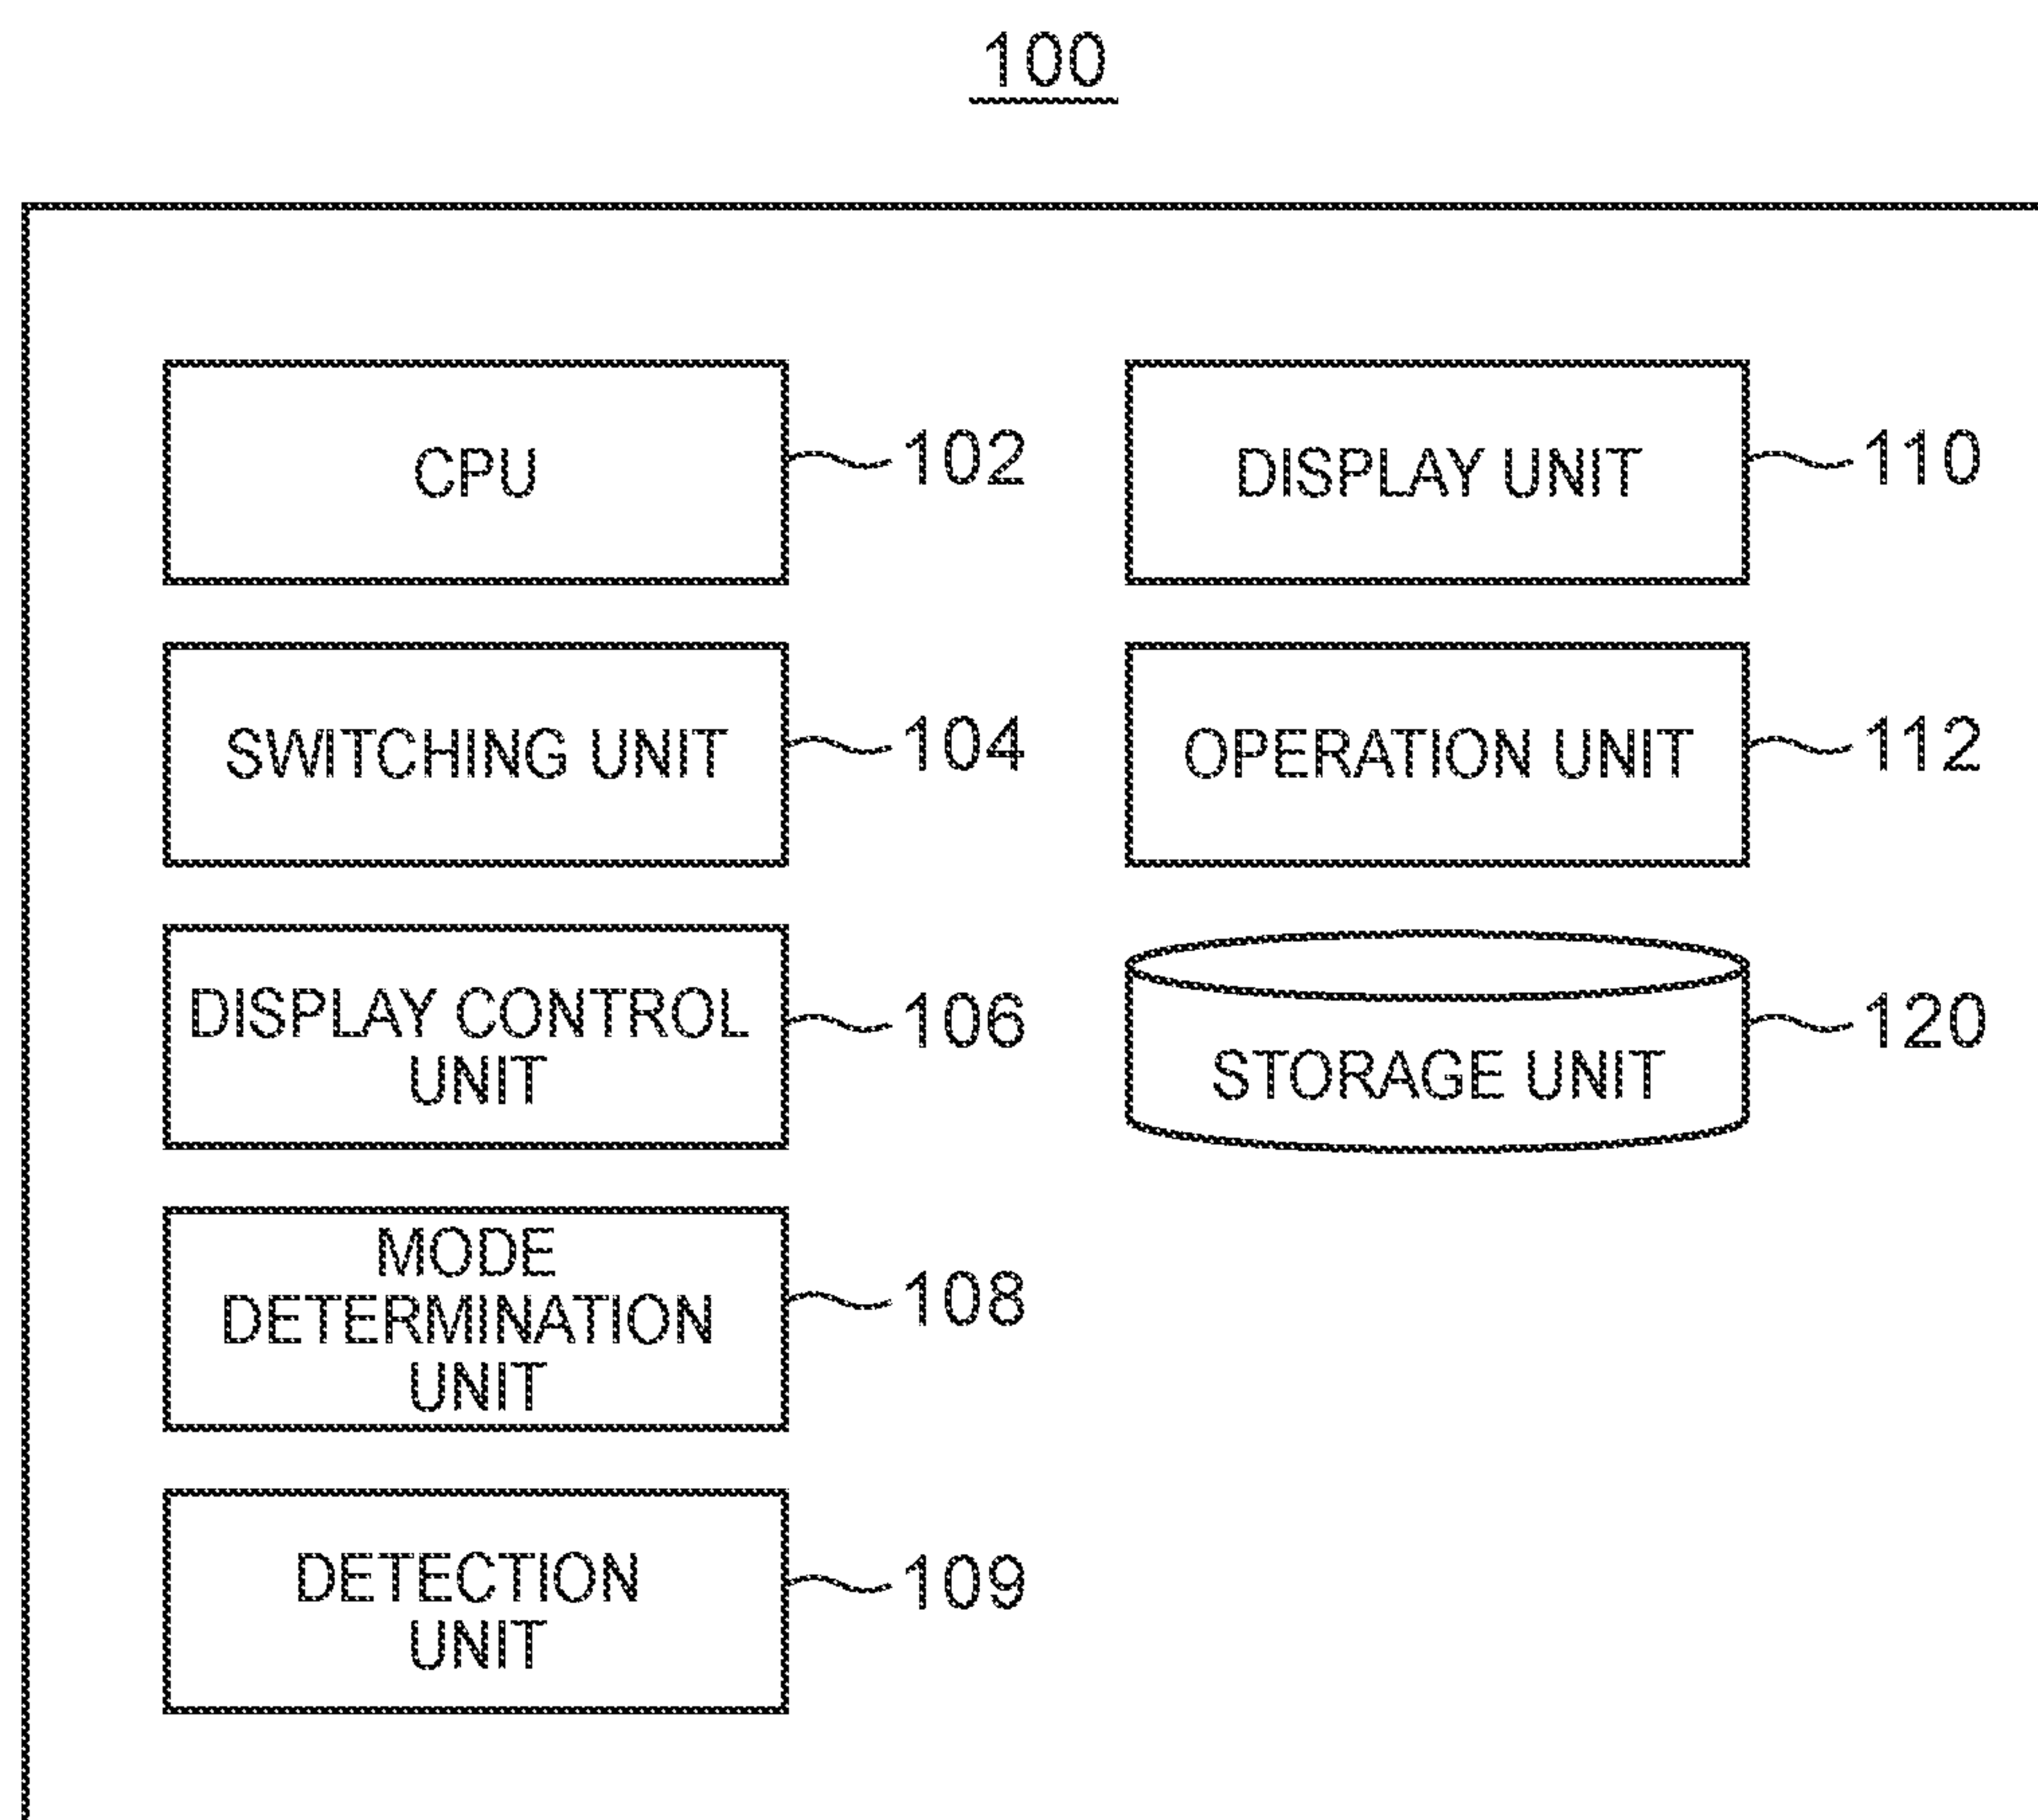 100
CPU
102
SWITCHING UNIT
104
DISPLAY CONTROL
UNIT
106
MODE
DETERMINATION
UNIT
108
DETECTION
UNIT
109
DISPLAY UNIT
110
OPERATION UNIT
112
STORAGE UNIT
120